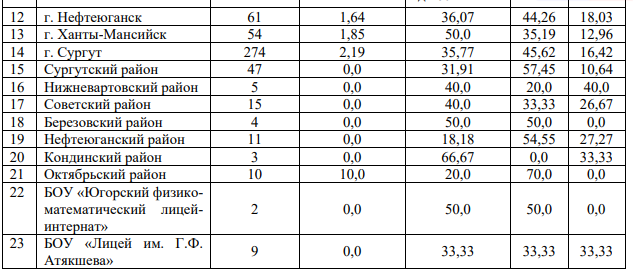 12 г. Нефтеюганск 61 1,64 36,07 44,26 18,03
13 г. Ханты-Мансийск 54 1,85 50,0 35,19 12,96
14 г. Сургут 274 2,19 35,77 45,62 16,42
15 Сургутский район 47 0,0 31,91 57,45 10,64
16 Нижневартовский район 5 0,0 40,0 20,0 40,0
17 Советский район 15 0,0 40,0 33,33 26,67
18 Березовский район 4 0,0 50,0 50,0 0,0
19 Нефтеюганский район 11 0,0 18,18 54,55 27,27
20 Кондинский район 3 0,0 66,67 0,0 33,33
21 Октябрьский район 10 10,0 20,0 70,0 0,0
22 БОУ «Югорский физико-
математический лицей- 2 0,0 50,0 50,0 0,0
интернат»
23 БОУ «Лицей им. Г.Ф. 9 0,0 33,33 33,33 33,33
Атякшева»